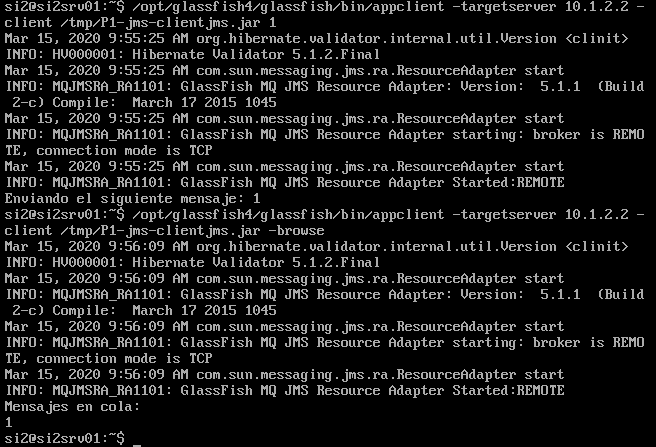 si2@si2srv01:~$ /opt/glassfish4/glassfish/bin/appclient -targetserver 10.1.2.2 -
client /tmp/P1-jms-clientjms.jar 1
Mar 15, 2020 9:55:25 AM org.hibernate.validator.internal.util.Version <clinit>
INFO: HV000001: Hibernate Validator 5.1.2.Final
Mar 15, 2020 9:55:25 AM com.sun.messaging.jms.ra.ResourceAdapter start
INFO: MQJMSRA_RA1101: GlassFish MQ JMS Resource Adapter: Version:  5.1.1  (Build
 2-c) Compile:  March 17 2015 1045
Mar 15, 2020 9:55:25 AM com.sun.messaging.jms.ra.ResourceAdapter start
INFO: MQJMSRA_RA1101: GlassFish MQ JMS Resource Adapter starting: broker is REMO
TE, connection mode is TCP
Mar 15, 2020 9:55:25 AM com.sun.messaging.jms.ra.ResourceAdapter start
INFO: MQJMSRA_RA1101: GlassFish MQ JMS Resource Adapter Started:REMOTE
Enviando el siguiente mensaje: 1
si2@si2srv01:~$ /opt/glassfish4/glassfish/bin/appclient -targetserver 10.1.2.2 -
client /tmp/P1-jms-clientjms.jar -browse
Mar 15, 2020 9:56:09 AM org.hibernate.validator.internal.util.Version <clinit>
INFO: HV000001: Hibernate Validator 5.1.2.Final
Mar 15, 2020 9:56:09 AM com.sun.messaging.jms.ra.ResourceAdapter start
INFO: MQJMSRA_RA1101: GlassFish MQ JMS Resource Adapter: Version:  5.1.1  (Build
 2-c) Compile:  March 17 2015 1045
Mar 15, 2020 9:56:09 AM com.sun.messaging.jms.ra.ResourceAdapter start
INFO: MQJMSRA_RA1101: GlassFish MQ JMS Resource Adapter starting: broker is REMO
TE, connection mode is TCP
Mar 15, 2020 9:56:09 AM com.sun.messaging.jms.ra.ResourceAdapter start
INFO: MQJMSRA_RA1101: GlassFish MQ JMS Resource Adapter Started:REMOTE
Mensajes en cola:
1
si2@si2srv01:~$ _